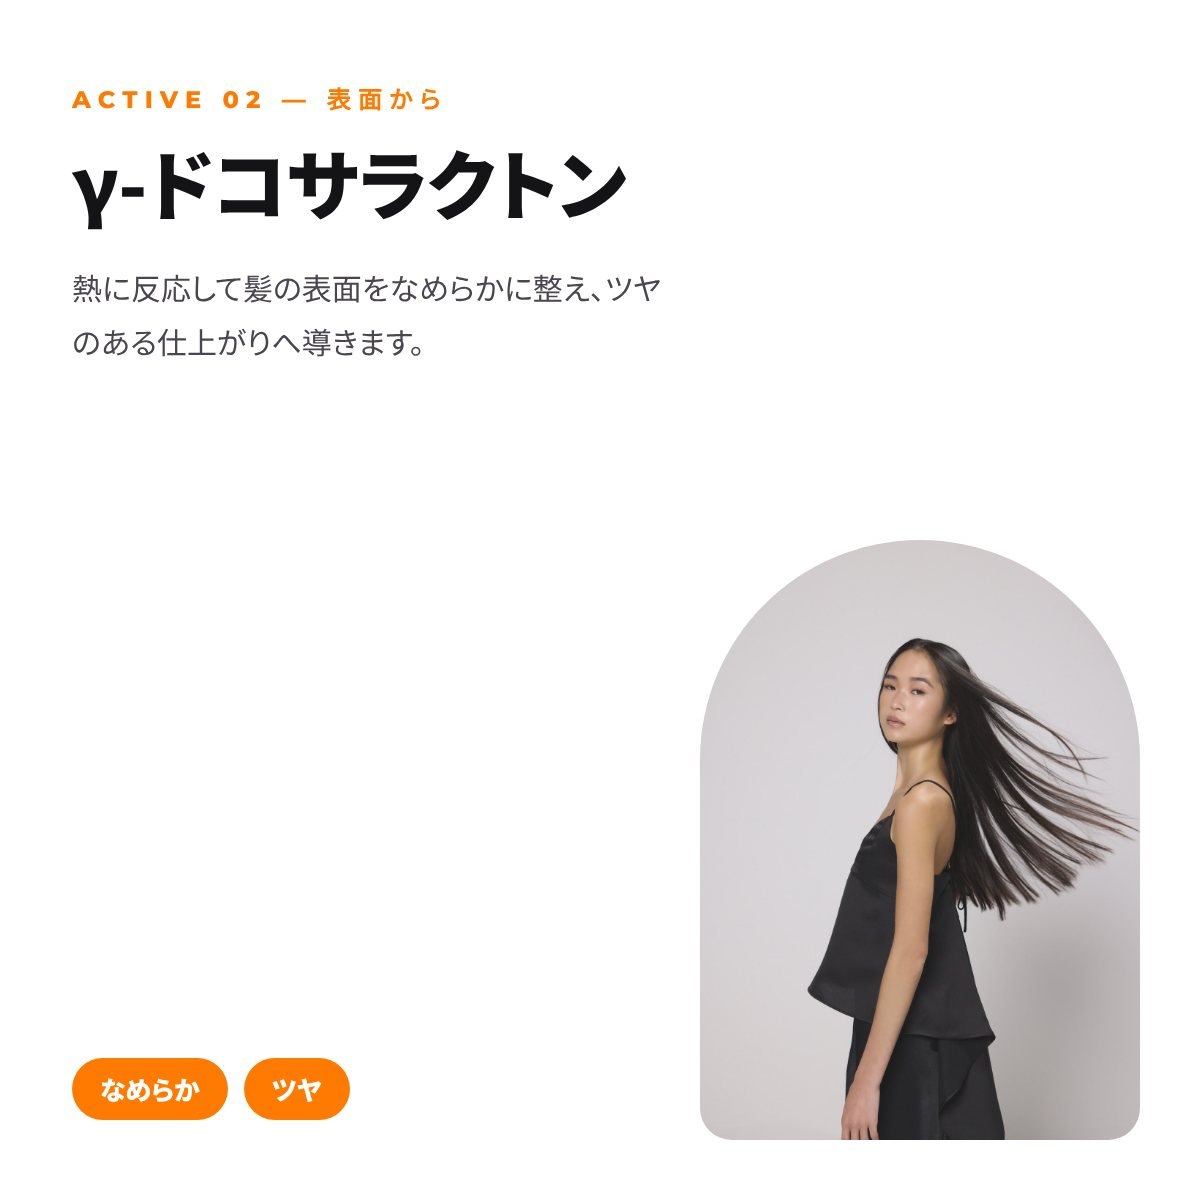 ACTIVE 02 — 表面から
γ-ドコサラクトン
熱に反応して髪の表面をなめらかに整え、ツヤ
のある仕上がりへ導きます。
なめらか
ツヤ